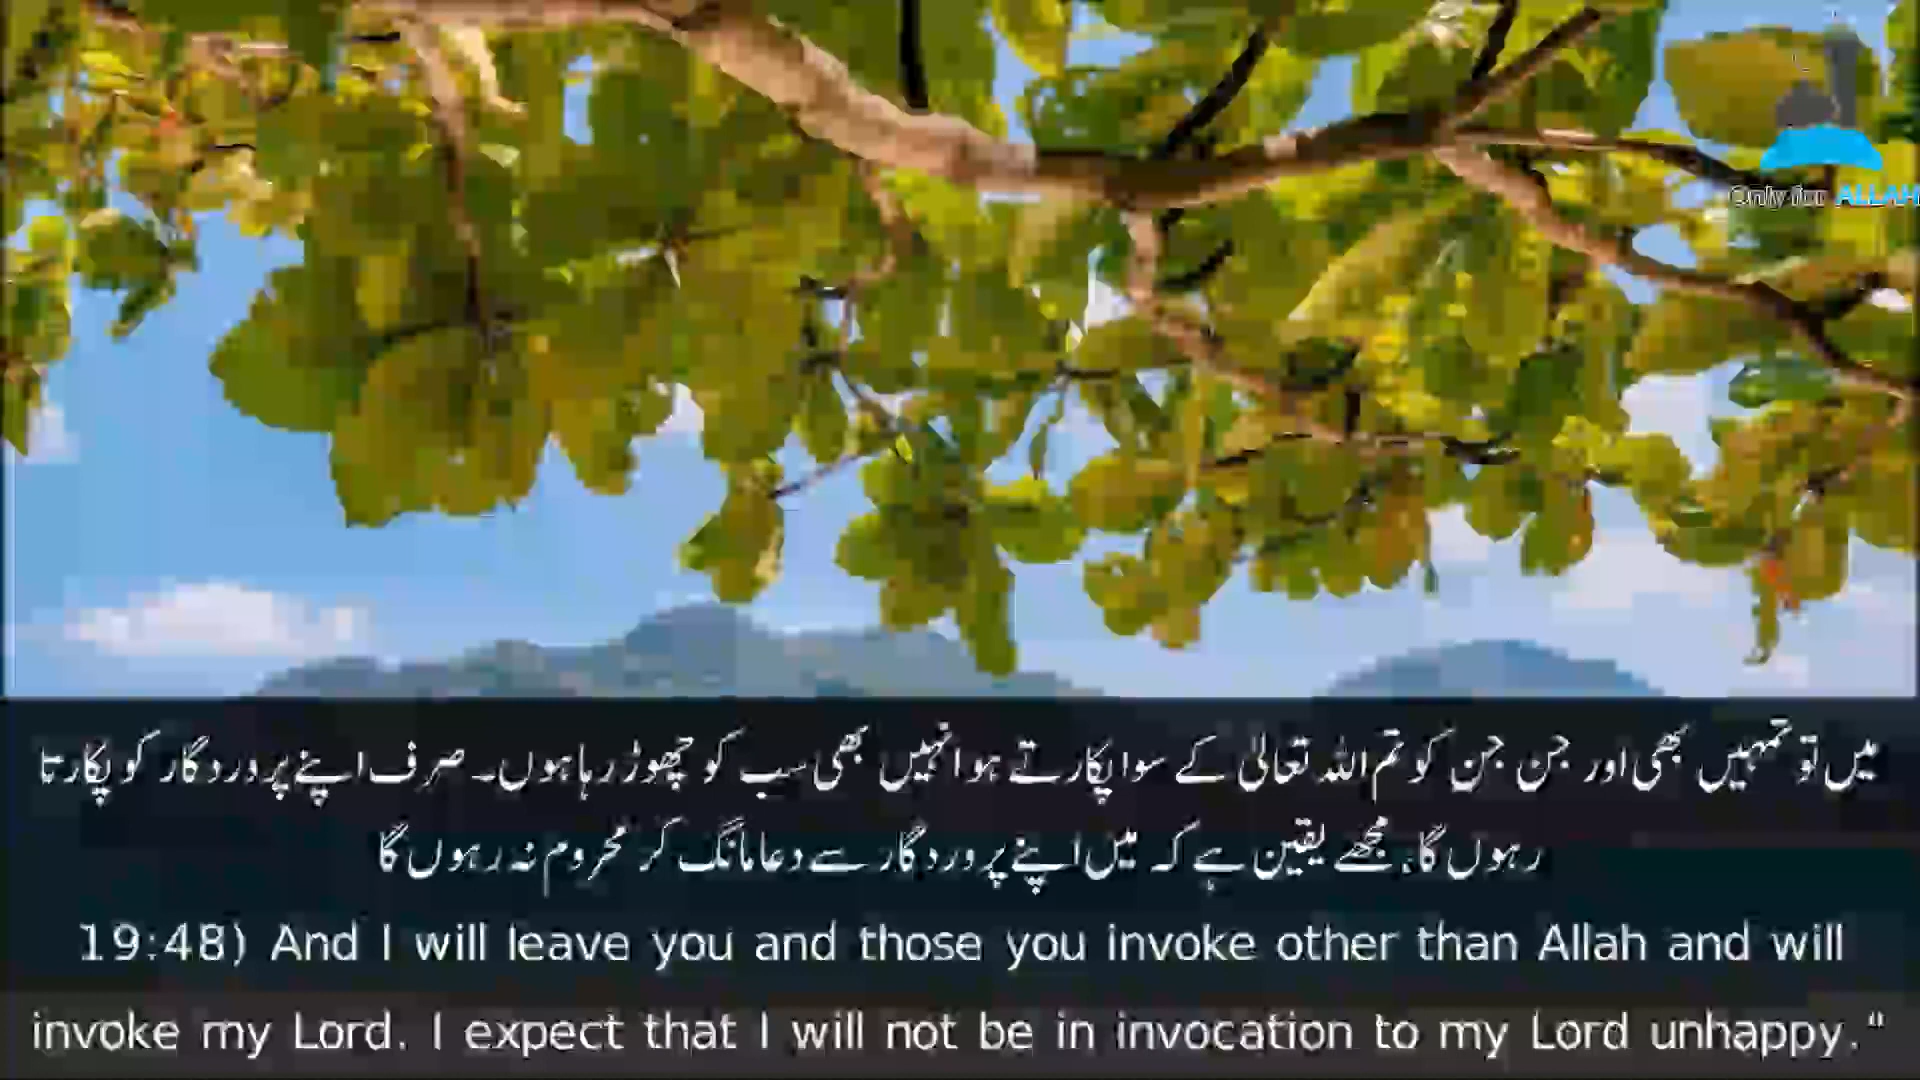 Only for ALLAH
میں تو تمہیں بھی اور جن جن کو تم اللہ تعالیٰ کے سوا پکارتے ہو انہیں بھی سب کو چھوڑ رہا ہوں۔ صرف اپنے پروردگار کو پکارتا
رہوں گا، مجھے یقین ہے کہ میں اپنے پروردگار سے دعا مانگ کر محروم نہ رہوں گا
19:48) And I will leave you and those you invoke other than Allah and will
invoke my Lord. I expect that I will not be in invocation to my Lord unhappy."